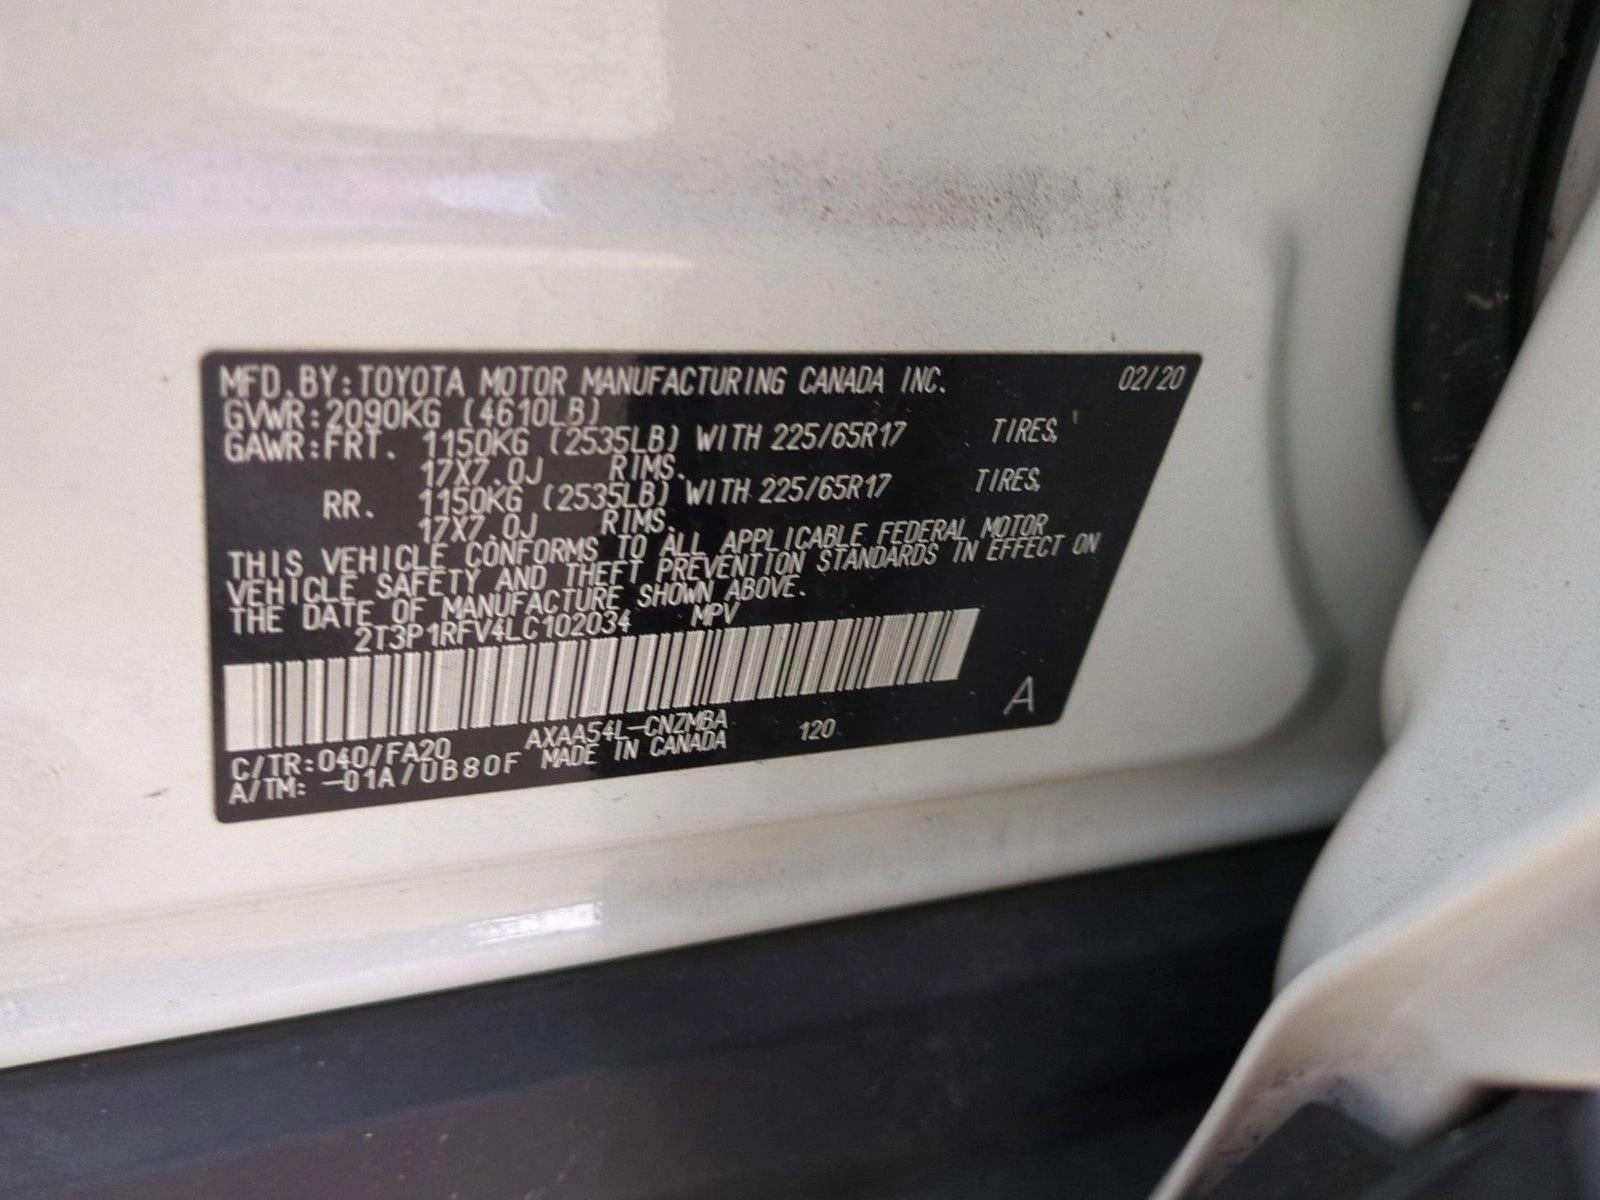 MFD.BY:TOYOTA MOTOR MANUFACTURING CANADA INC. 02/20
GVWR:2090KG (4610LB)
GAWR:FRT. 1150KG (2535LB) WITH 225/65R17 TIRES,
17X7.0J RIMS.
RR. 1150KG (2535LB) WITH 225/65R17 TIRES,
17X7.0J RIMS.
THIS VEHICLE CONFORMS TO ALL APPLICABLE FEDERAL MOTOR
VEHICLE SAFETY AND THEFT PREVENTION STANDARDS IN EFFECT ON
THE DATE OF MANUFACTURE SHOWN ABOVE.
2T3P1RFV4LC102034 MPV
A
C/TR:040/FA20 AXAA54L-CNZMBA 120
A/TM: -01A/UB80F MADE IN CANADA